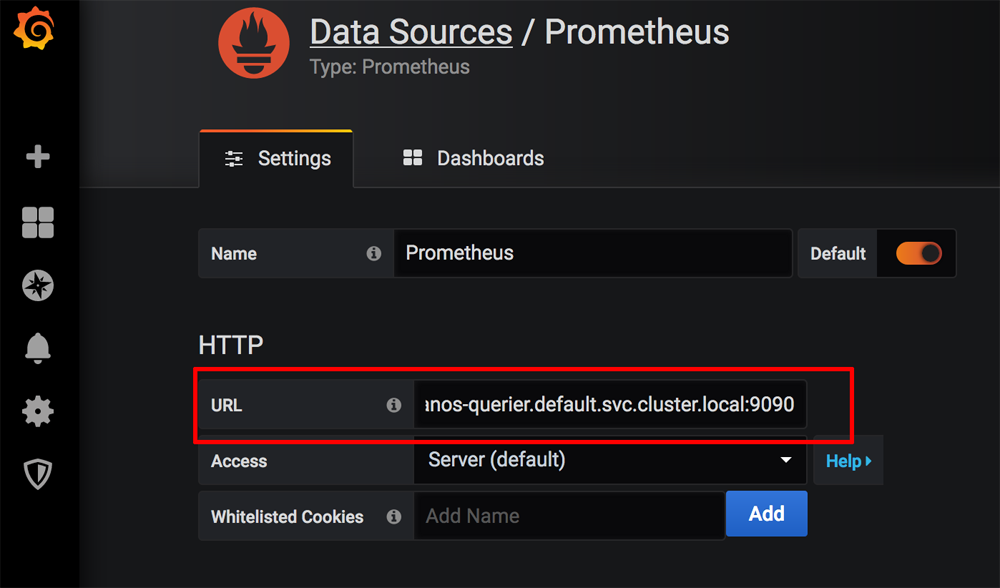 Data Sources / Prometheus
Type: Prometheus
Settings
Dashboards
Name
Prometheus
Default
HTTP
URL
anos-querier.default.svc.cluster.local:9090
Access
Server (default)
Help
Whitelisted Cookies
Add Name
Add